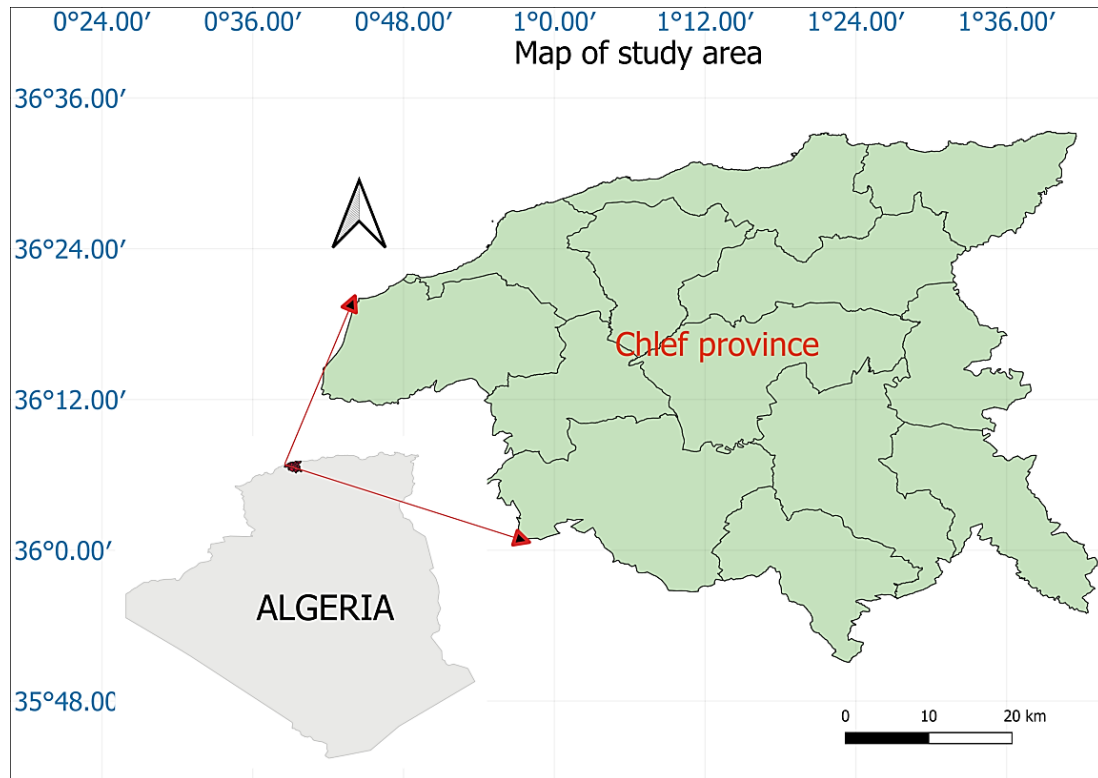 0°24.00′ 0°36.00′ 0°48.00′ 1°0.00′ 1°12.00′ 1°24.00′ 1°36.00′
Map of study area
36°36.00′
36°24.00′
Chlef province
36°12.00′
36°0.00′
ALGERIA
35°48.00
0 10 20 km